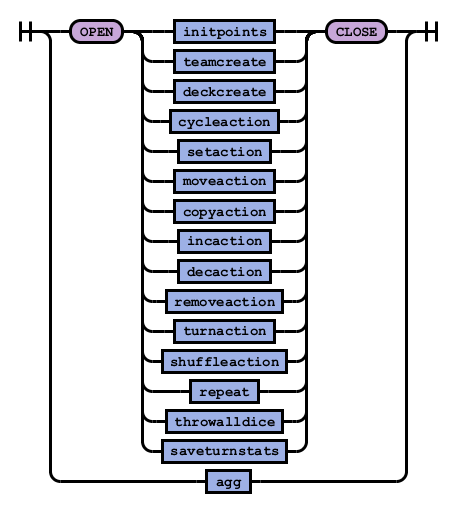 OPEN initpoints CLOSE
teamcreate
deckcreate
cycleaction
setaction
moveaction
copyaction
incaction
decaction
removeaction
turnaction
shuffleaction
repeat
throwalldice
saveturnstats
agg